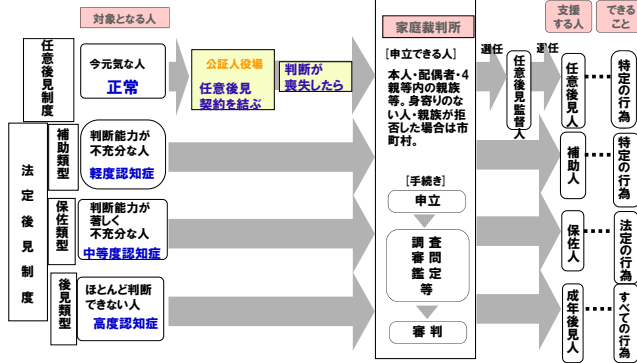 対象となる人
家庭裁判所
支援
する人
できる
こと
任意後見制度
今元気な人
正常
公証人役場
任意後見
契約を結ぶ
判断が
喪失したら
[申立できる人]
本人・配偶者・4
親等内の親族
等。身寄りのな
い人・親族が拒
否した場合は市
町村。
選任
任意後見監督人
選任
任意後見人
特定の行為
法定後見制度
補助類型
判断能力が
不充分な人
軽度認知症
補助人
特定の行為
保佐類型
判断能力が
著しく
不充分な人
中等度認知症
[手続き]
申立
調 査
審 問
鑑 定
等
審 判
保佐人
法定の行為
後見類型
ほとんど判断
できない人
高度認知症
成年後見人
すべての行為